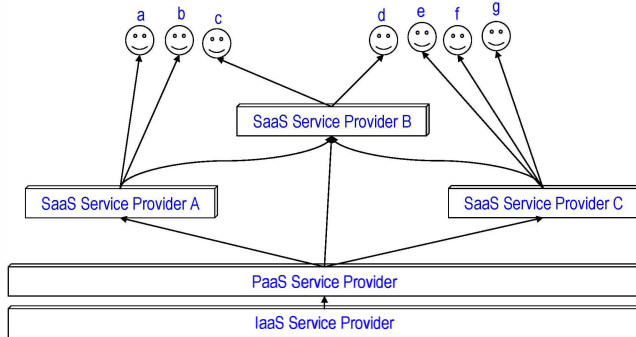 a
b
c
d
e
f
g
SaaS Service Provider B
SaaS Service Provider A
SaaS Service Provider C
PaaS Service Provider
IaaS Service Provider